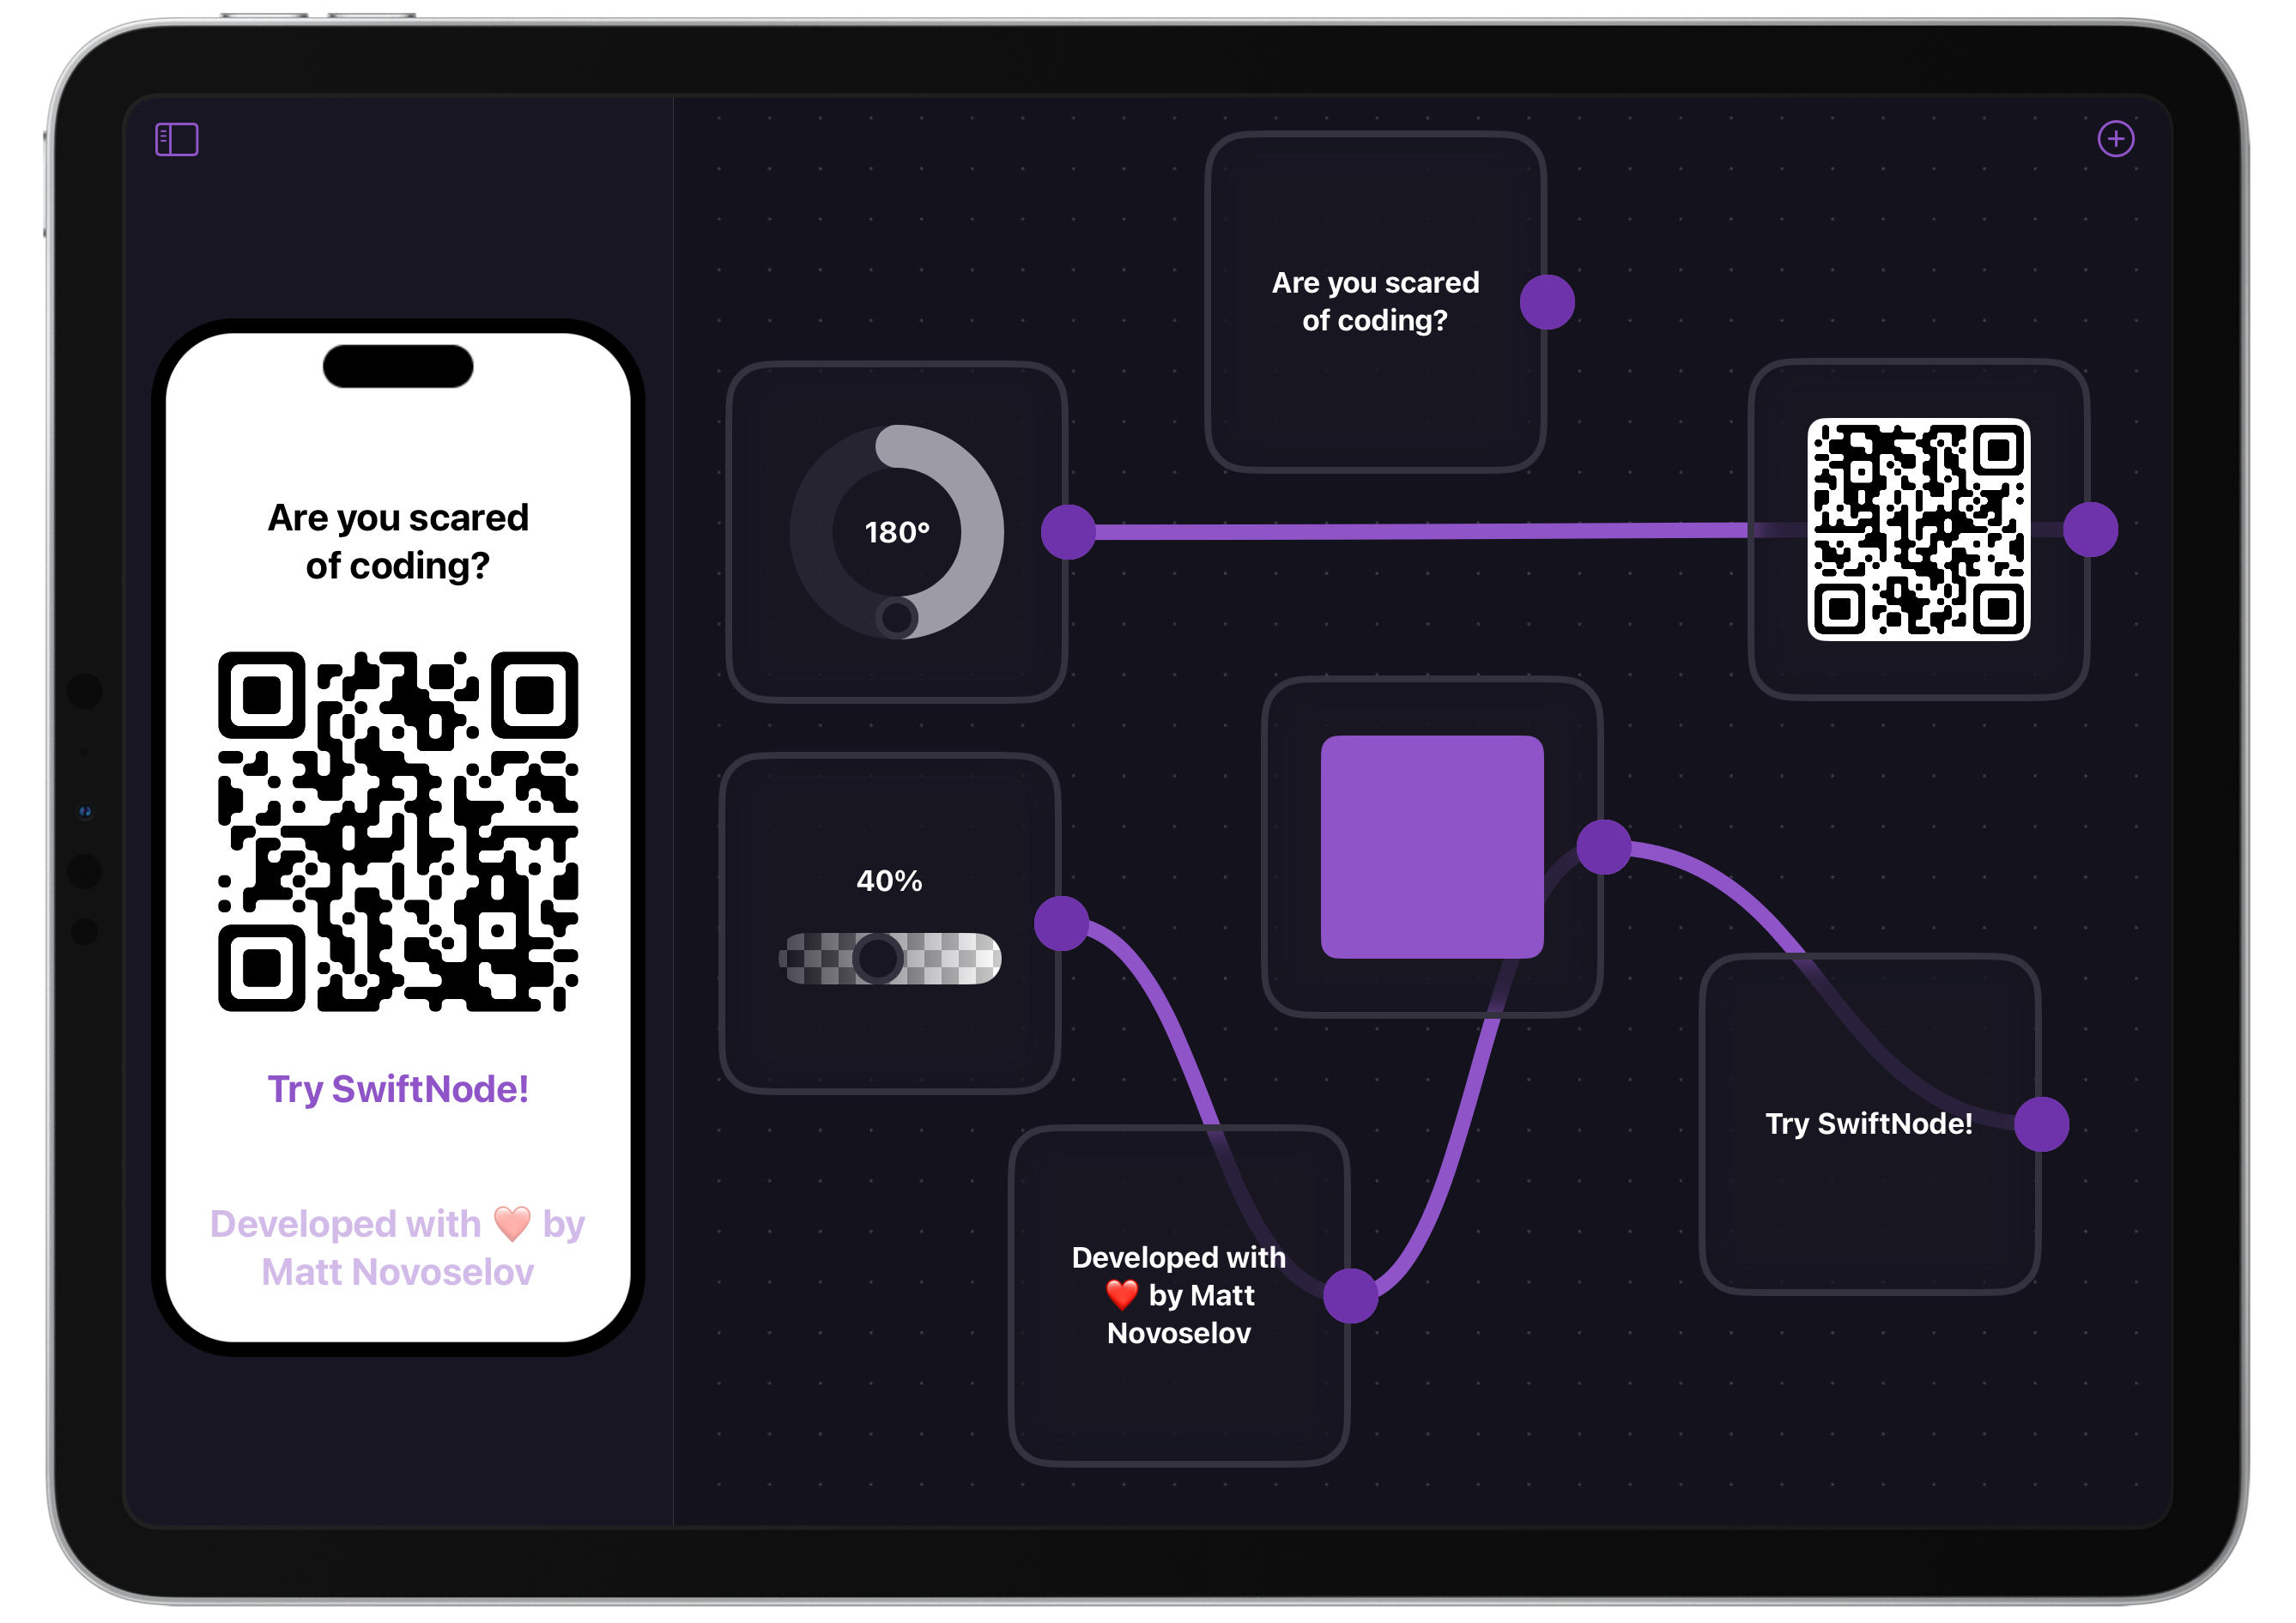 Are you scared
of coding?
Try SwiftNode!
Developed with ❤️ by
Matt Novoselov
Are you scared
of coding?
180°
40%
Developed with
❤️ by Matt
Novoselov
Try SwiftNode!